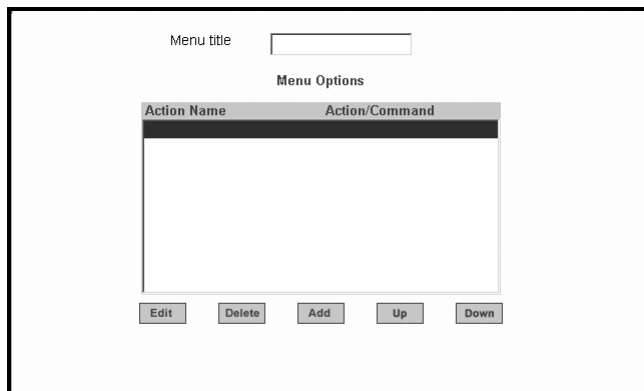 Menu title
Menu Options
Action Name Action/Command
Edit Delete Add Up Down